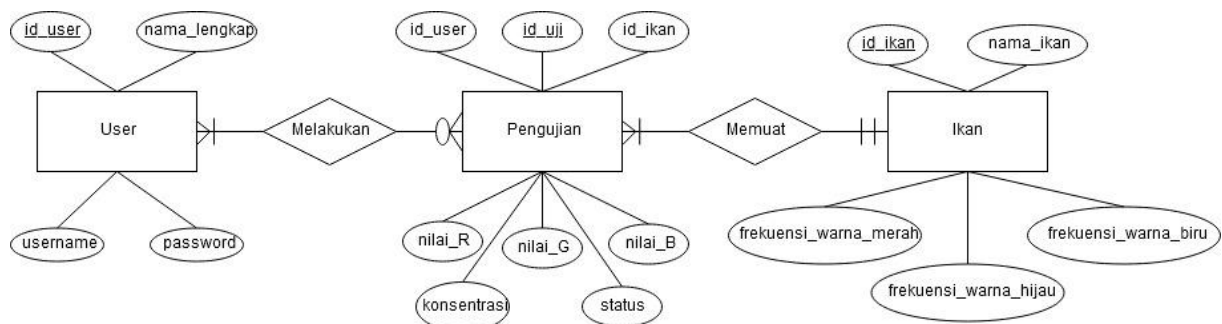 id_user
nama_lengkap
id_user
id_uji
id_ikan
id_ikan
nama_ikan
User
Melakukan
Pengujian
Memuat
Ikan
username
password
nilai_R
nilai_G
nilai_B
konsentrasi
status
frekuensi_warna_merah
frekuensi_warna_biru
frekuensi_warna_hijau